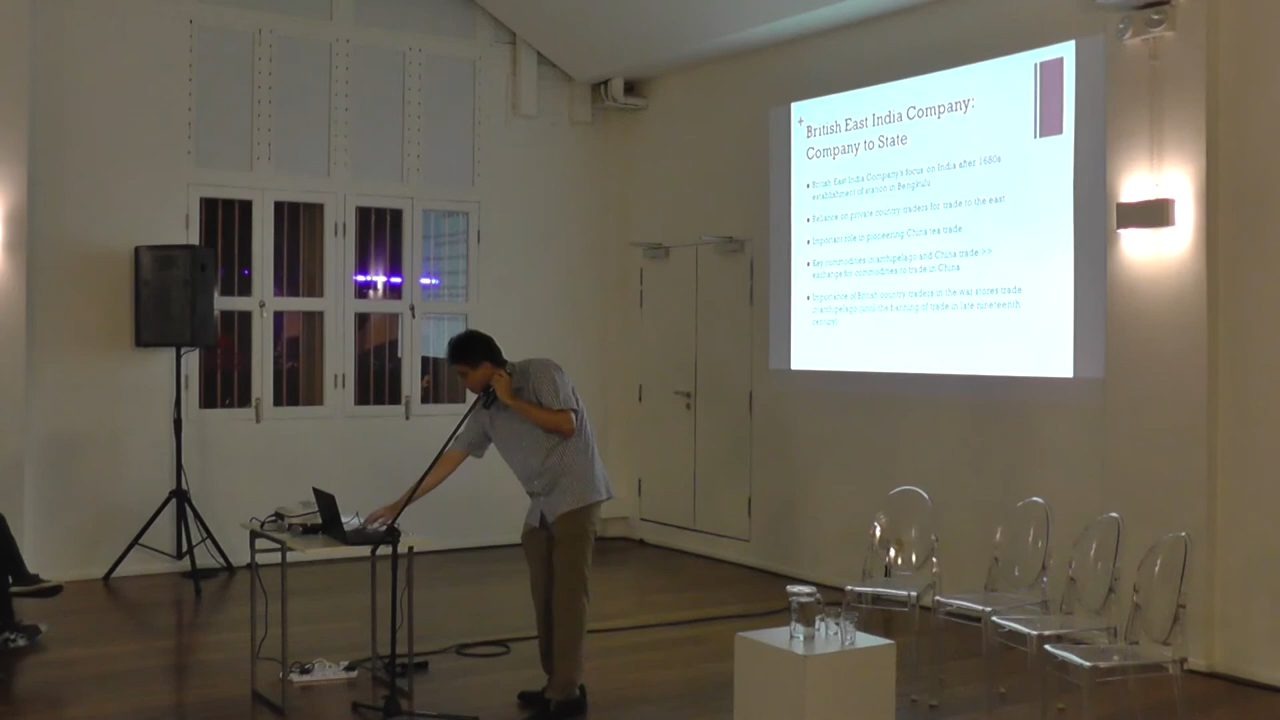 British East India Company:
Company to State
British East India Company's focus on India after 1680s
establishment of station in Bengkulu
Reliance on private country traders for trade to the east
Important role in pioneering China tea trade
Key commodities in archipelago and China trade >>
exchange for commodities to trade in China
Importance of British country traders in the war stores trade
in archipelago (until the banning of trade in late nineteenth
century)